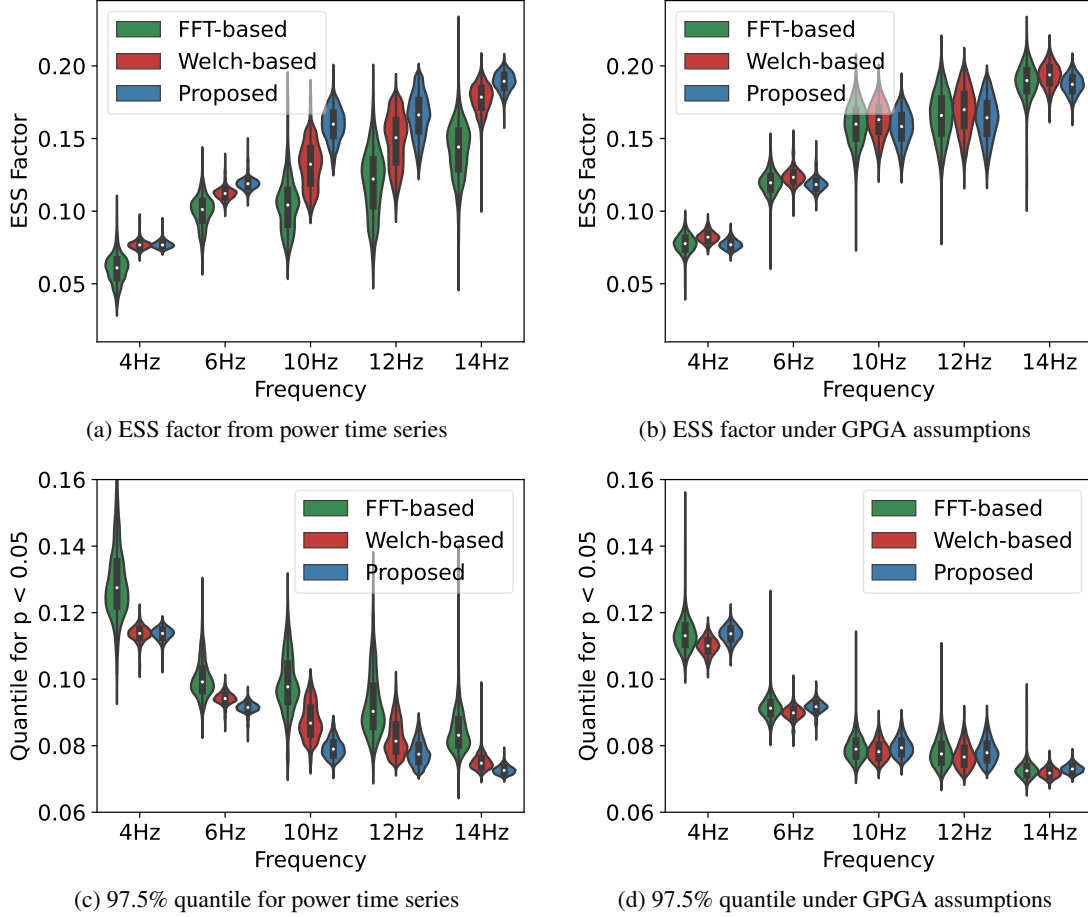 FFT-based
Welch-based
Proposed
0.20
0.15
0.10
0.05
ESS Factor
4Hz 6Hz 10Hz 12Hz 14Hz
Frequency
(a) ESS factor from power time series
FFT-based
Welch-based
Proposed
0.20
0.15
0.10
0.05
ESS Factor
4Hz 6Hz 10Hz 12Hz 14Hz
Frequency
(b) ESS factor under GPGA assumptions
FFT-based
Welch-based
Proposed
0.16
0.14
0.12
0.10
0.08
0.06
Quantile for p < 0.05
4Hz 6Hz 10Hz 12Hz 14Hz
Frequency
(c) 97.5% quantile for power time series
FFT-based
Welch-based
Proposed
0.16
0.14
0.12
0.10
0.08
0.06
Quantile for p < 0.05
4Hz 6Hz 10Hz 12Hz 14Hz
Frequency
(d) 97.5% quantile under GPGA assumptions